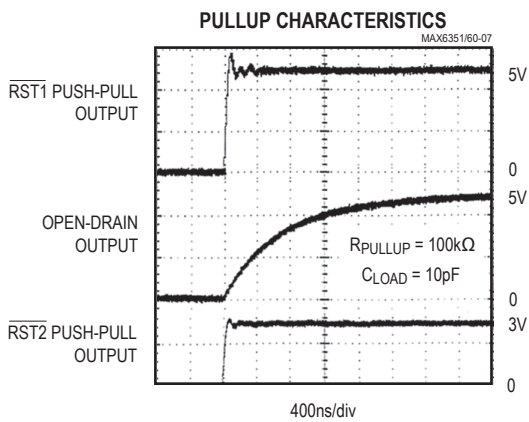 PULLUP CHARACTERISTICS
MAX6351/60-07
RST1 PUSH-PULL
OUTPUT
5V
0
OPEN-DRAIN
OUTPUT
5V
RPULLUP = 100kΩ
CLOAD = 10pF
0
RST2 PUSH-PULL
OUTPUT
3V
0
400ns/div